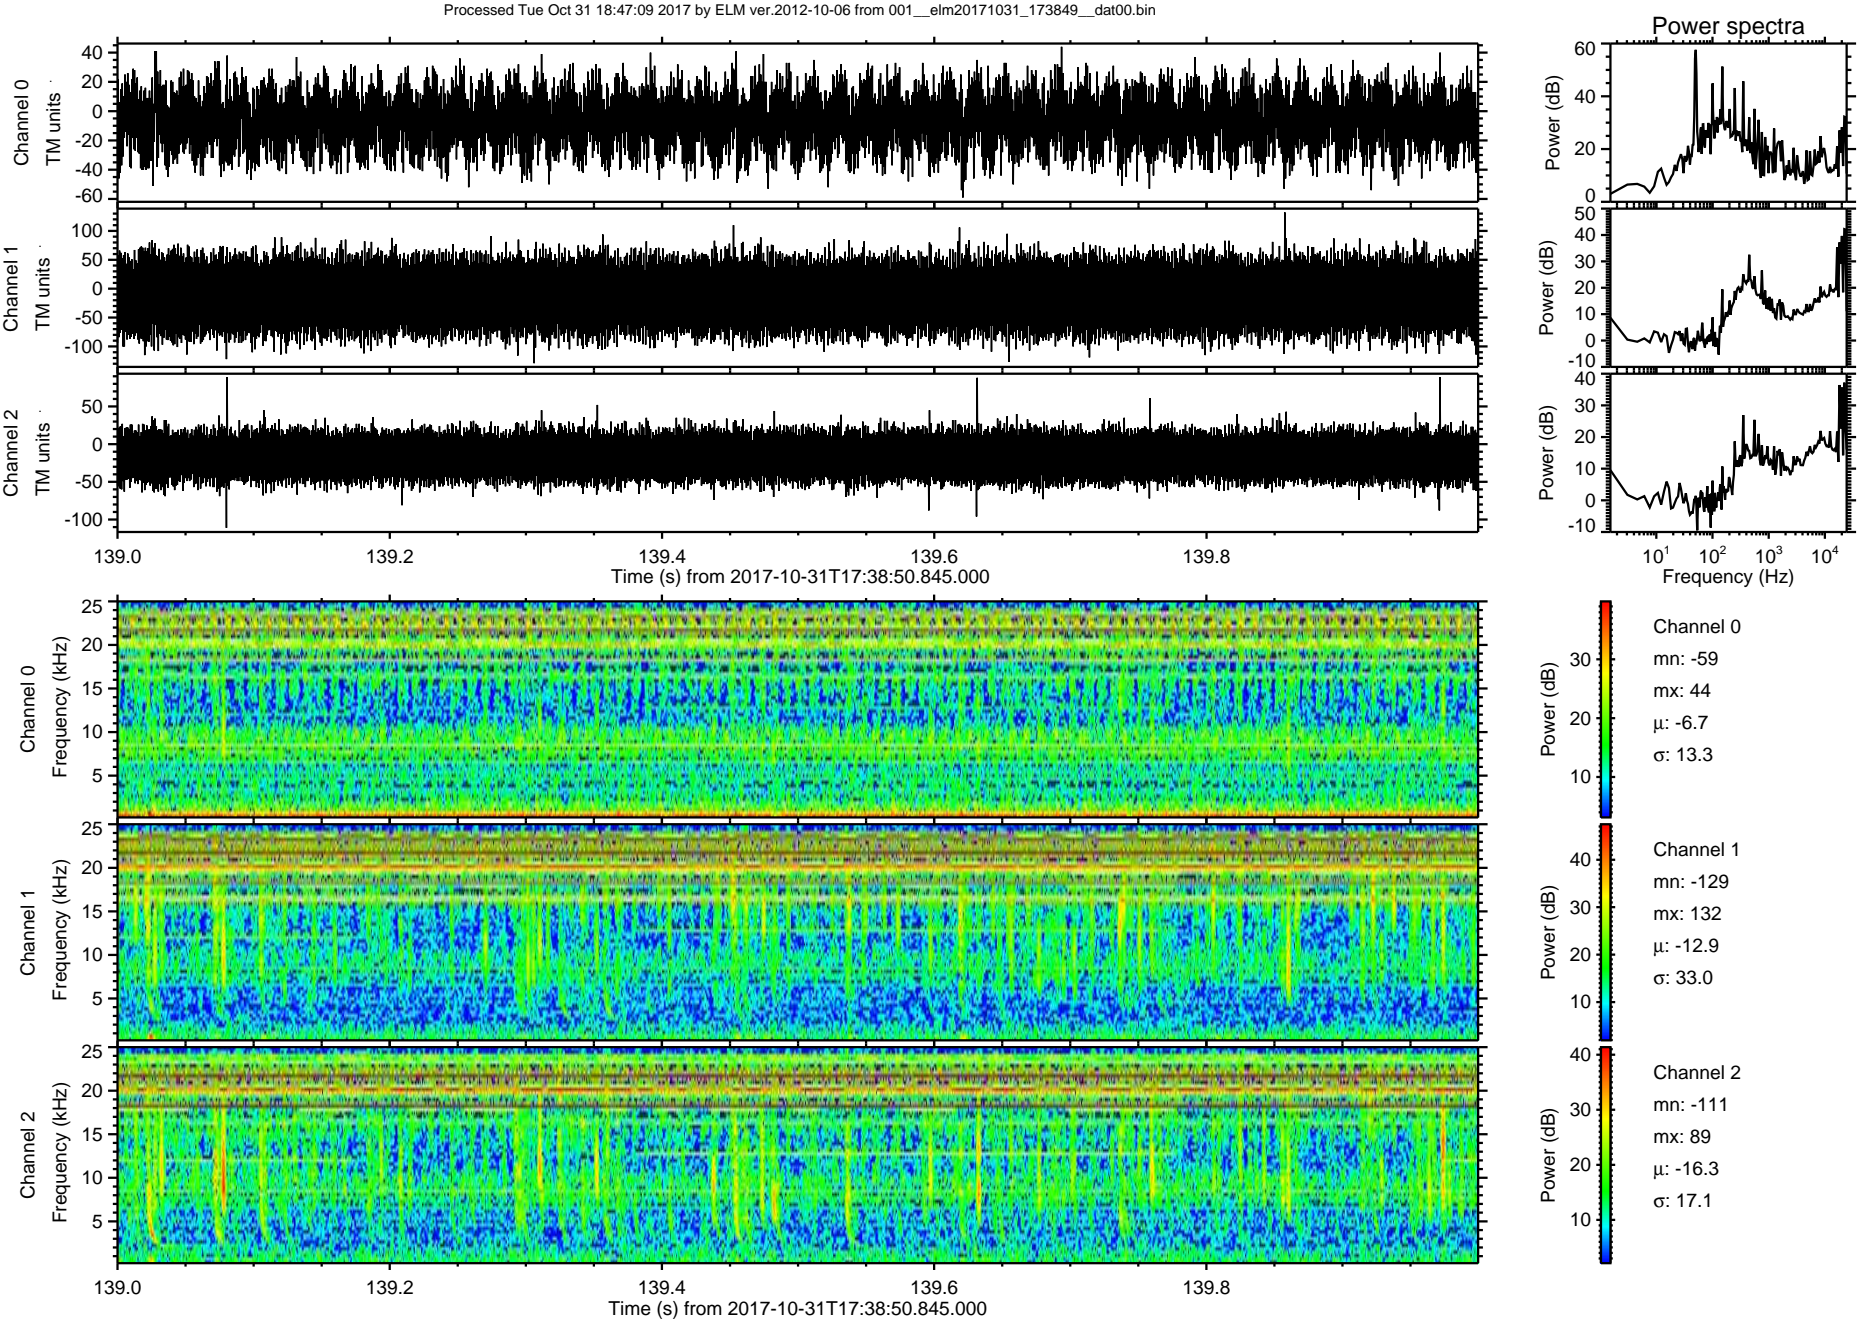 Processed Tue Oct 31 18:47:09 2017 by ELM ver.2012-10-06 from 001__elm20171031_173849__dat00.bin
Power spectra
Channel 0
TM units
40
20
0
-20
-40
-60
Power (dB)
60
40
20
0
Channel 1
TM units
100
50
0
-50
-100
Power (dB)
50
40
30
20
10
0
-10
Channel 2
TM units
50
0
-50
-100
Power (dB)
40
30
20
10
0
-10
139.0
139.2
139.4
139.6
139.8
Time (s) from 2017-10-31T17:38:50.845.000
10^1
10^2
10^3
10^4
Frequency (Hz)
Channel 0
Frequency (kHz)
25
20
15
10
5
Power (dB)
30
20
10
Channel 0
mn: -59
mx: 44
μ: -6.7
σ: 13.3
Channel 1
Frequency (kHz)
25
20
15
10
5
Power (dB)
40
30
20
10
Channel 1
mn: -129
mx: 132
μ: -12.9
σ: 33.0
Channel 2
Frequency (kHz)
25
20
15
10
5
Power (dB)
40
30
20
10
Channel 2
mn: -111
mx: 89
μ: -16.3
σ: 17.1
139.0
139.2
139.4
139.6
139.8
Time (s) from 2017-10-31T17:38:50.845.000